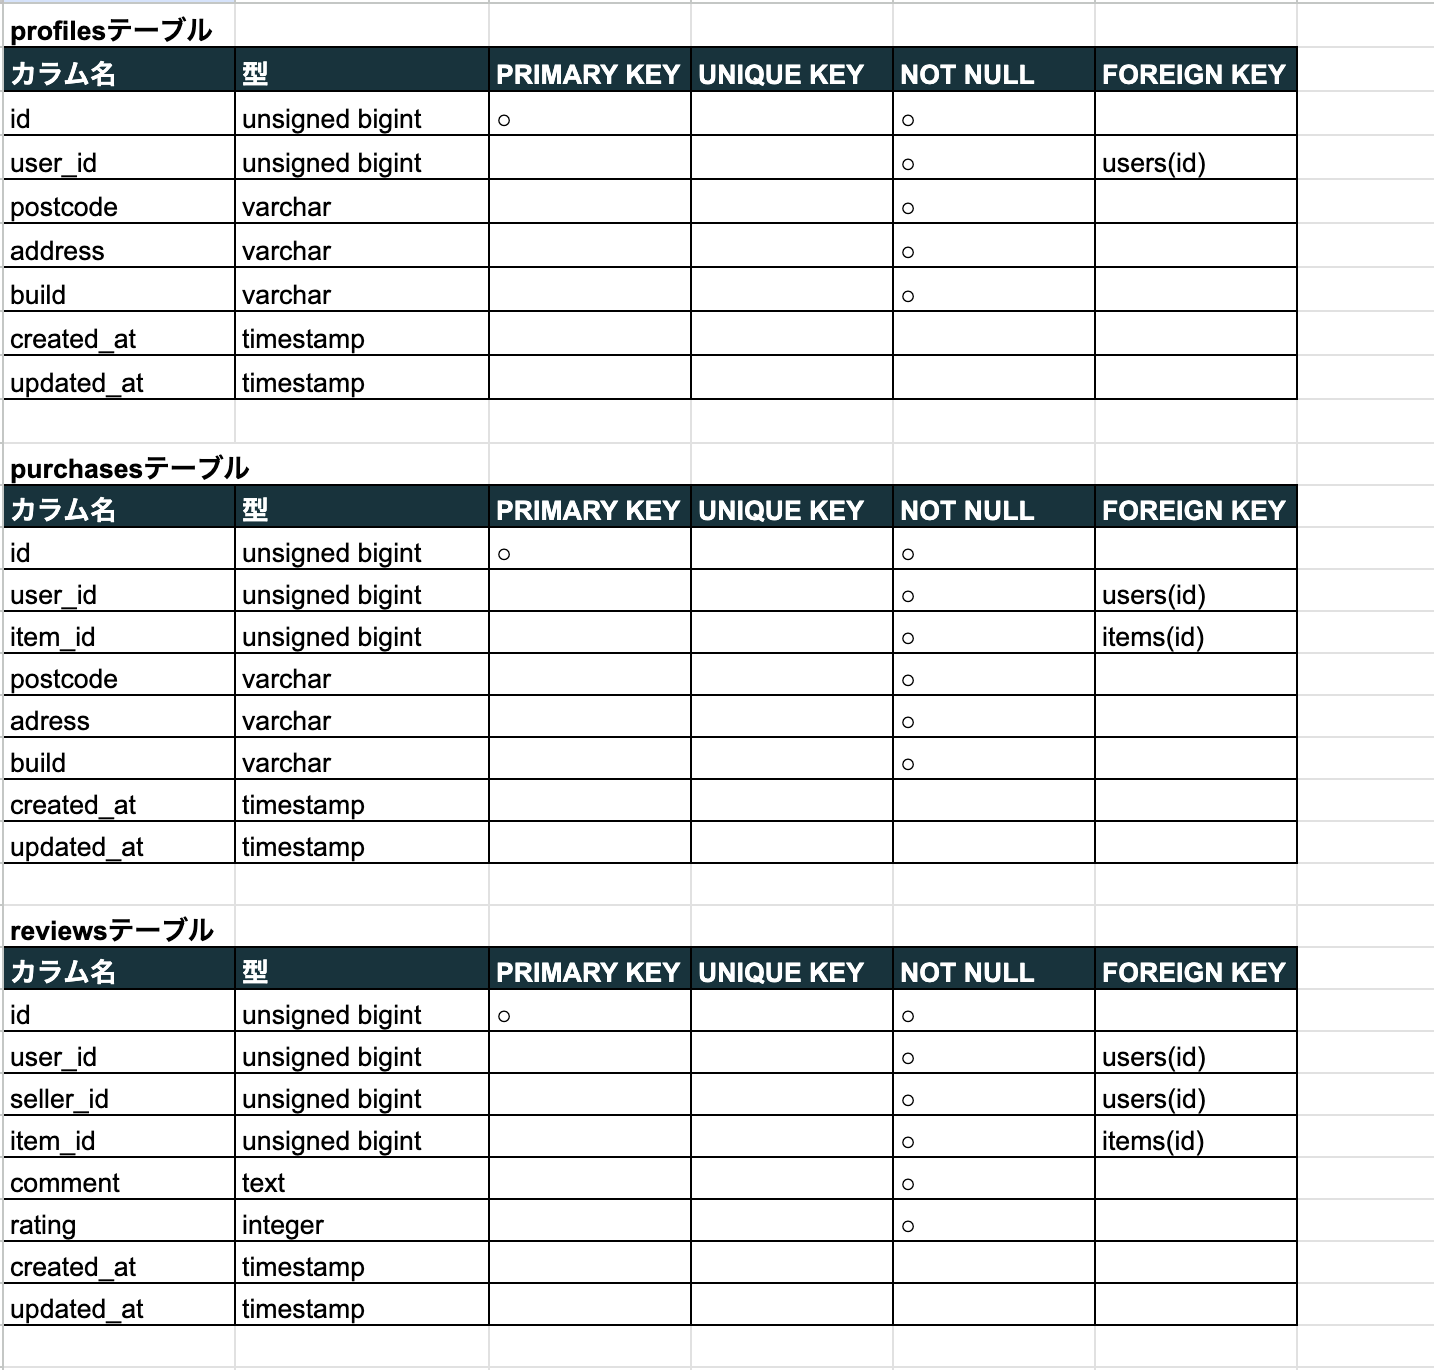 profilesテーブル
カラム名 型 PRIMARY KEY UNIQUE KEY NOT NULL FOREIGN KEY
id unsigned bigint ○ ○
user_id unsigned bigint ○ users(id)
postcode varchar ○
address varchar ○
build varchar ○
created_at timestamp
updated_at timestamp
purchasesテーブル
カラム名 型 PRIMARY KEY UNIQUE KEY NOT NULL FOREIGN KEY
id unsigned bigint ○ ○
user_id unsigned bigint ○ users(id)
item_id unsigned bigint ○ items(id)
postcode varchar ○
adress varchar ○
build varchar ○
created_at timestamp
updated_at timestamp
reviewsテーブル
カラム名 型 PRIMARY KEY UNIQUE KEY NOT NULL FOREIGN KEY
id unsigned bigint ○ ○
user_id unsigned bigint ○ users(id)
seller_id unsigned bigint ○ users(id)
item_id unsigned bigint ○ items(id)
comment text ○
rating integer ○
created_at timestamp
updated_at timestamp